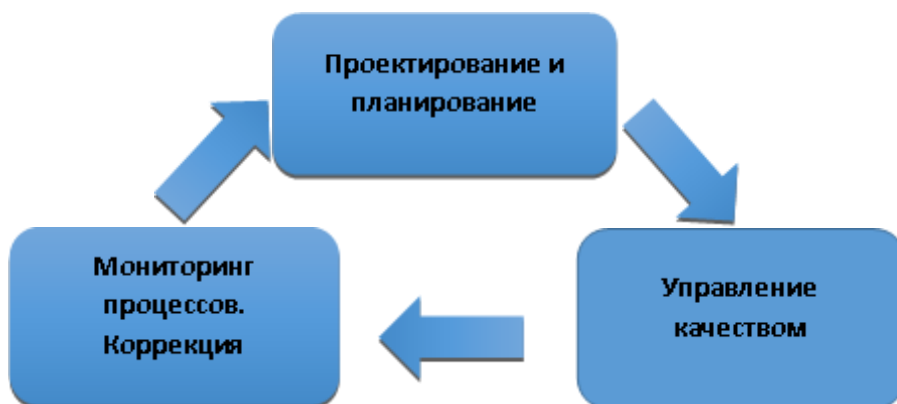 Проектирование и
планирование
Управление
качеством
Мониторинг
процессов.
Коррекция